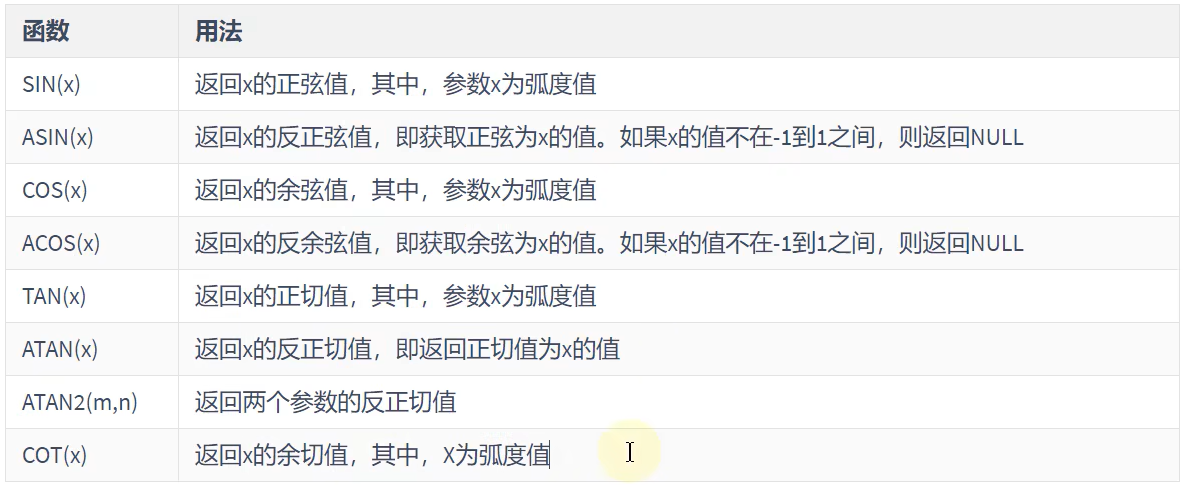 函数 用法
SIN(x) 返回x的正弦值，其中，参数x为弧度值
ASIN(x) 返回x的反正弦值，即获取正弦为x的值。如果x的值不在-1到1之间，则返回NULL
COS(x) 返回x的余弦值，其中，参数x为弧度值
ACOS(x) 返回x的反余弦值，即获取余弦为x的值。如果x的值不在-1到1之间，则返回NULL
TAN(x) 返回x的正切值，其中，参数x为弧度值
ATAN(x) 返回x的反正切值，即返回正切值为x的值
ATAN2(m,n) 返回两个参数的反正切值
COT(x) 返回x的余切值，其中，X为弧度值